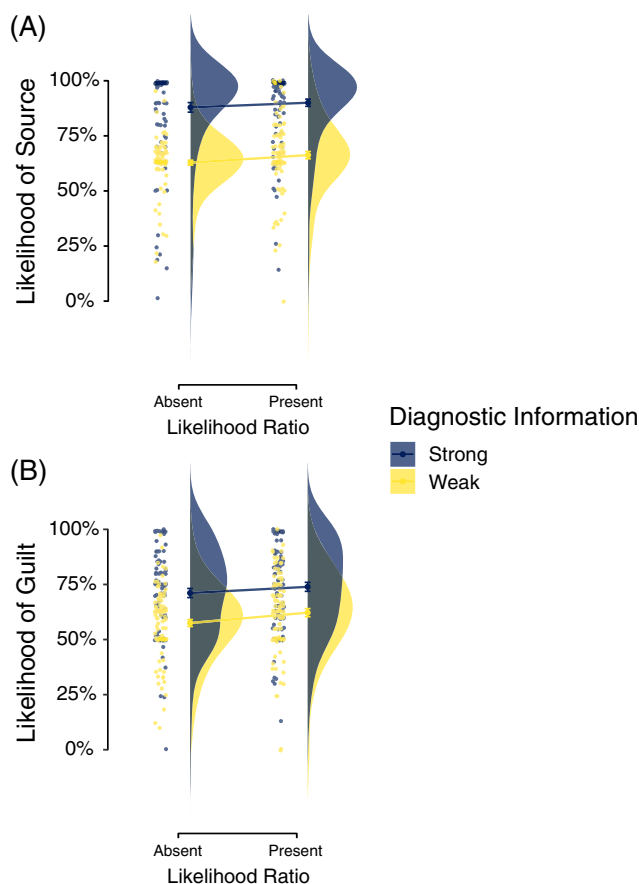 (A)
Likelihood of Source
100%
75%
50%
25%
0%
Absent
Present
Likelihood Ratio
Diagnostic Information
Strong
Weak
(B)
Likelihood of Guilt
100%
75%
50%
25%
0%
Absent
Present
Likelihood Ratio